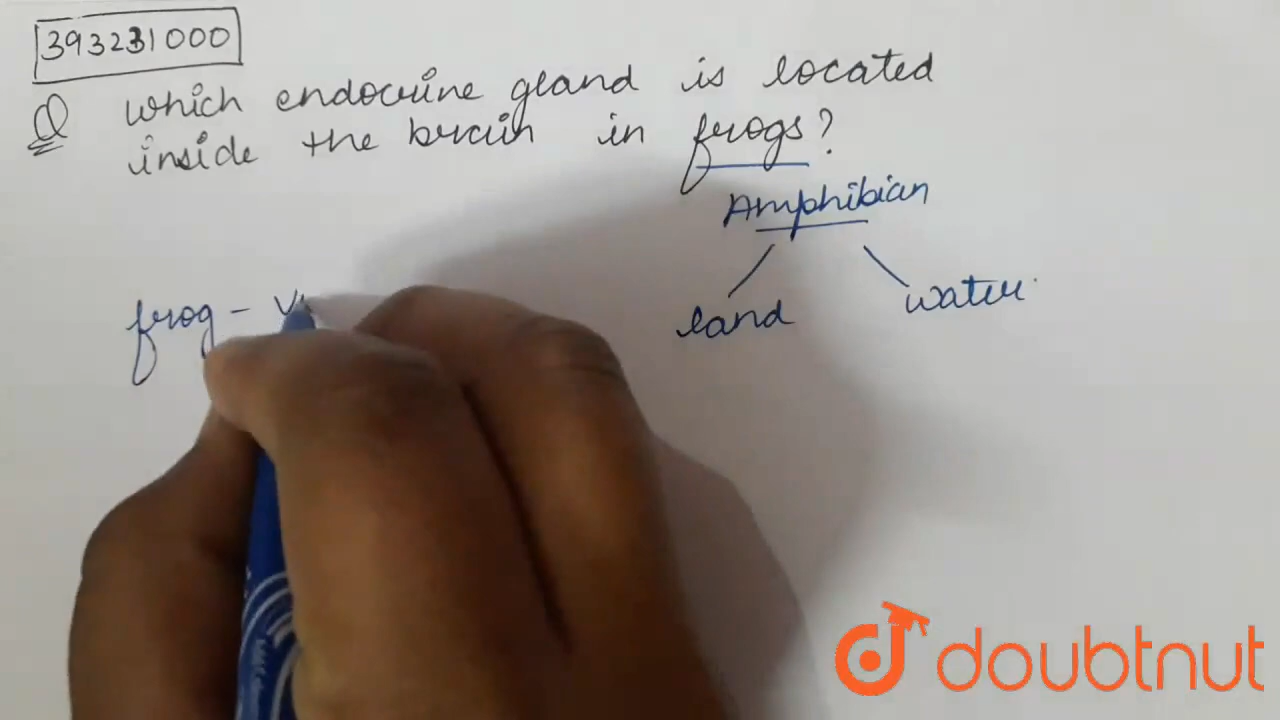 393231000
Q which endocrine gland is located
inside the brain in frogs?
Amphibian
land
water
frog -
doubtnut